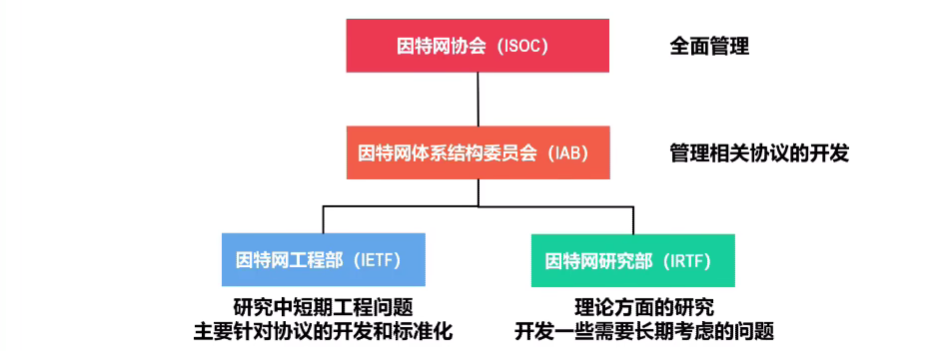 因特网协会（ISOC）
全面管理
因特网体系结构委员会（IAB）
管理相关协议的开发
因特网工程部（IETF）
因特网研究部（IRTF）
研究中短期工程问题
主要针对协议的开发和标准化
理论方面的研究
开发一些需要长期考虑的问题